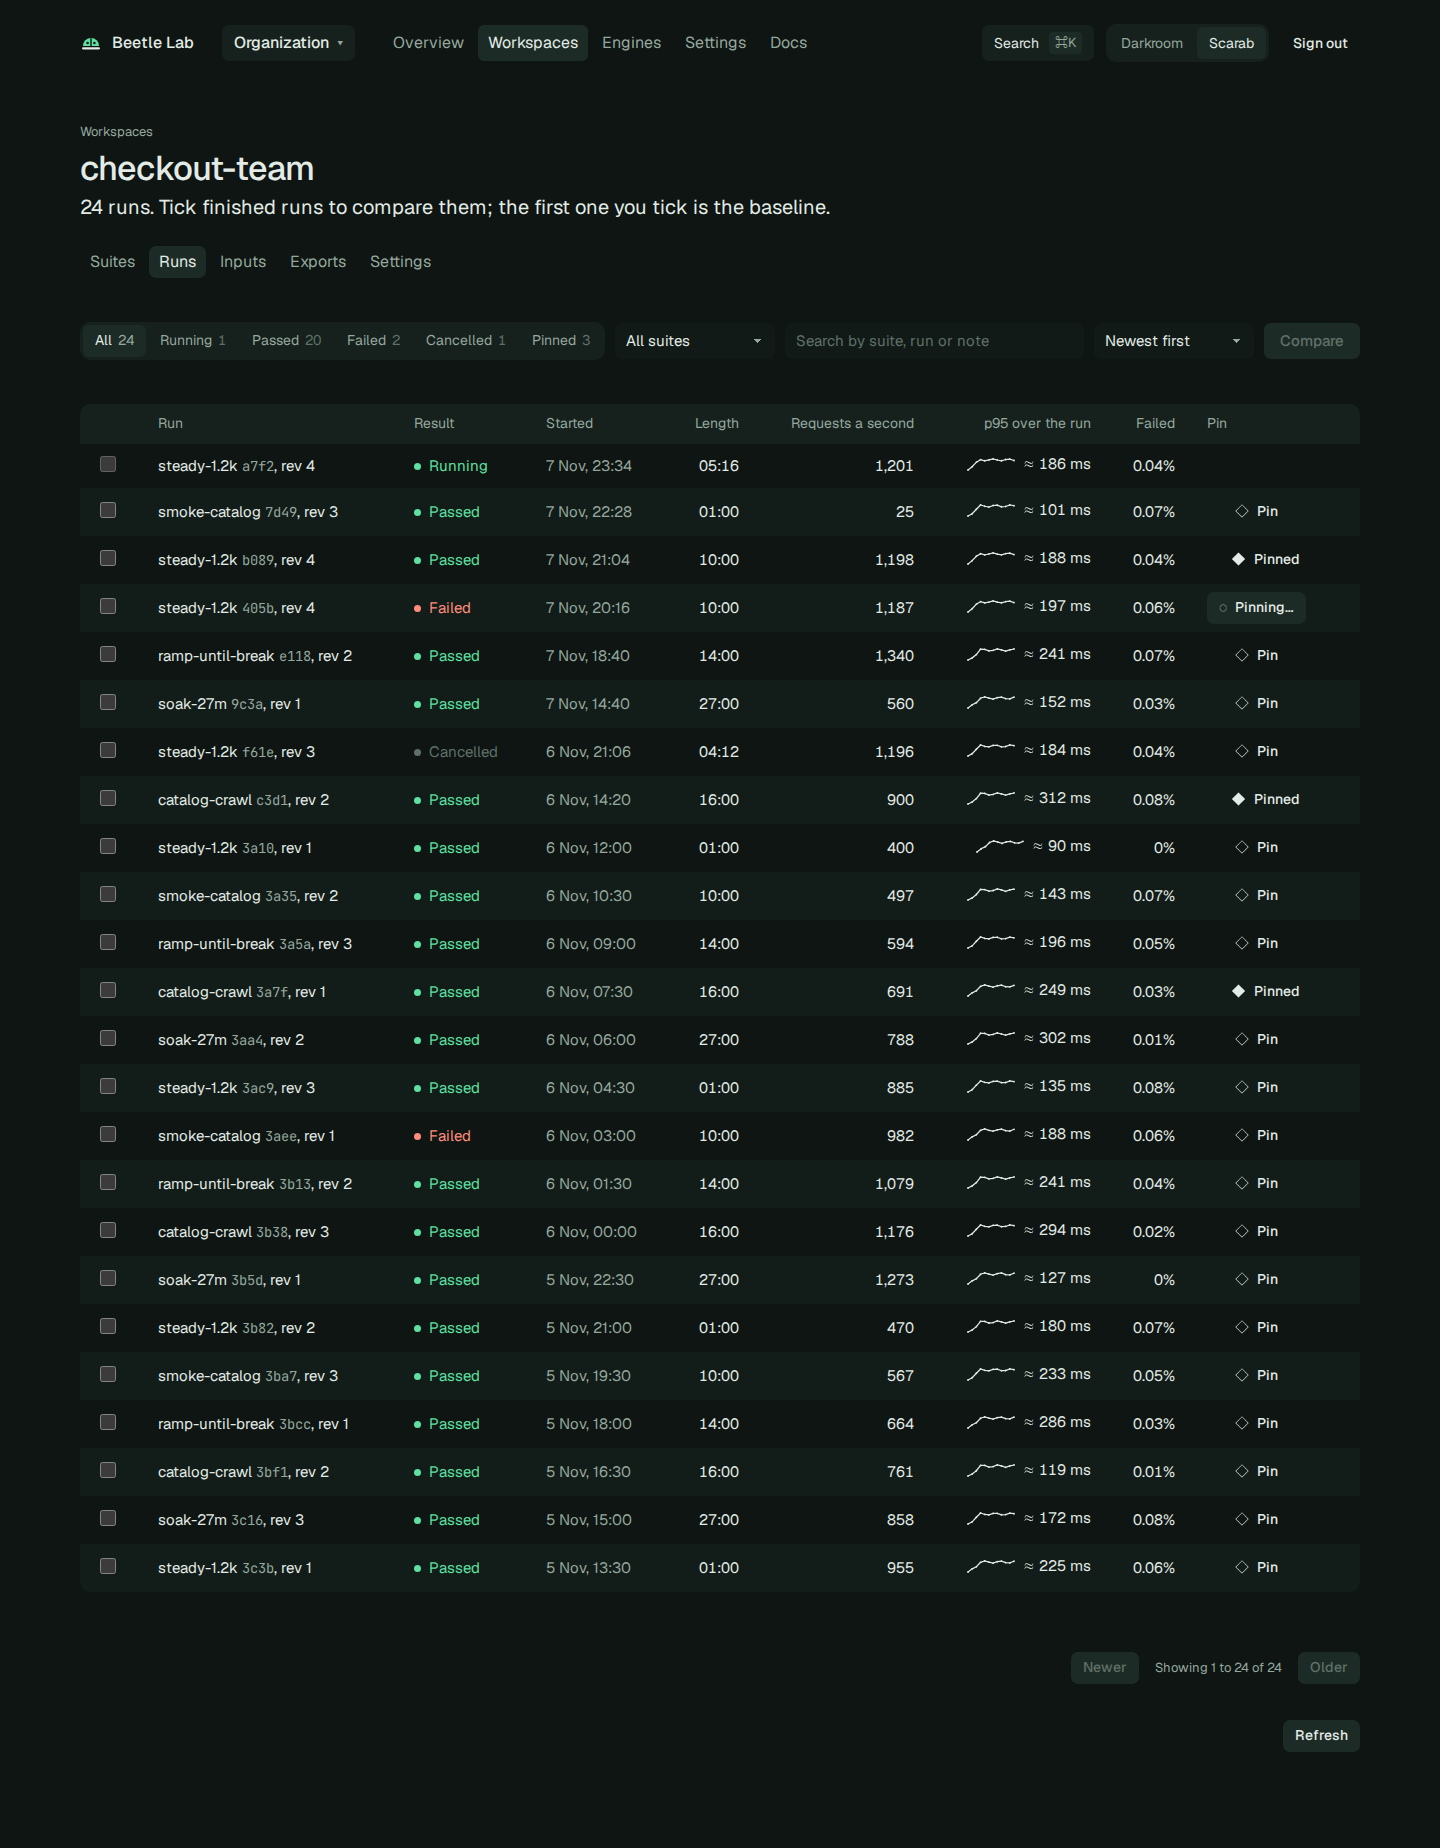 Beetle Lab Organization Overview Workspaces Engines Settings Docs Search ⌘K Darkroom Scarab Sign out
Workspaces
checkout-team
24 runs. Tick finished runs to compare them; the first one you tick is the baseline.
Suites Runs Inputs Exports Settings
All 24 Running 1 Passed 20 Failed 2 Cancelled 1 Pinned 3 All suites Search by suite, run or note Newest first Compare
Run Result Started Length Requests a second p95 over the run Failed Pin
steady-1.2k a7f2, rev 4 Running 7 Nov, 23:34 05:16 1,201 ≈ 186 ms 0.04%
smoke-catalog 7d49, rev 3 Passed 7 Nov, 22:28 01:00 25 ≈ 101 ms 0.07% Pin
steady-1.2k b089, rev 4 Passed 7 Nov, 21:04 10:00 1,198 ≈ 188 ms 0.04% Pinned
steady-1.2k 405b, rev 4 Failed 7 Nov, 20:16 10:00 1,187 ≈ 197 ms 0.06% Pinning…
ramp-until-break e118, rev 2 Passed 7 Nov, 18:40 14:00 1,340 ≈ 241 ms 0.07% Pin
soak-27m 9c3a, rev 1 Passed 7 Nov, 14:40 27:00 560 ≈ 152 ms 0.03% Pin
steady-1.2k f61e, rev 3 Cancelled 6 Nov, 21:06 04:12 1,196 ≈ 184 ms 0.04% Pin
catalog-crawl c3d1, rev 2 Passed 6 Nov, 14:20 16:00 900 ≈ 312 ms 0.08% Pinned
steady-1.2k 3a10, rev 1 Passed 6 Nov, 12:00 01:00 400 ≈ 90 ms 0% Pin
smoke-catalog 3a35, rev 2 Passed 6 Nov, 10:30 10:00 497 ≈ 143 ms 0.07% Pin
ramp-until-break 3a5a, rev 3 Passed 6 Nov, 09:00 14:00 594 ≈ 196 ms 0.05% Pin
catalog-crawl 3a7f, rev 1 Passed 6 Nov, 07:30 16:00 691 ≈ 249 ms 0.03% Pinned
soak-27m 3aa4, rev 2 Passed 6 Nov, 06:00 27:00 788 ≈ 302 ms 0.01% Pin
steady-1.2k 3ac9, rev 3 Passed 6 Nov, 04:30 01:00 885 ≈ 135 ms 0.08% Pin
smoke-catalog 3aee, rev 1 Failed 6 Nov, 03:00 10:00 982 ≈ 188 ms 0.06% Pin
ramp-until-break 3b13, rev 2 Passed 6 Nov, 01:30 14:00 1,079 ≈ 241 ms 0.04% Pin
catalog-crawl 3b38, rev 3 Passed 6 Nov, 00:00 16:00 1,176 ≈ 294 ms 0.02% Pin
soak-27m 3b5d, rev 1 Passed 5 Nov, 22:30 27:00 1,273 ≈ 127 ms 0% Pin
steady-1.2k 3b82, rev 2 Passed 5 Nov, 21:00 01:00 470 ≈ 180 ms 0.07% Pin
smoke-catalog 3ba7, rev 3 Passed 5 Nov, 19:30 10:00 567 ≈ 233 ms 0.05% Pin
ramp-until-break 3bcc, rev 1 Passed 5 Nov, 18:00 14:00 664 ≈ 286 ms 0.03% Pin
catalog-crawl 3bf1, rev 2 Passed 5 Nov, 16:30 16:00 761 ≈ 119 ms 0.01% Pin
soak-27m 3c16, rev 3 Passed 5 Nov, 15:00 27:00 858 ≈ 172 ms 0.08% Pin
steady-1.2k 3c3b, rev 1 Passed 5 Nov, 13:30 01:00 955 ≈ 225 ms 0.06% Pin
Newer Showing 1 to 24 of 24 Older
Refresh